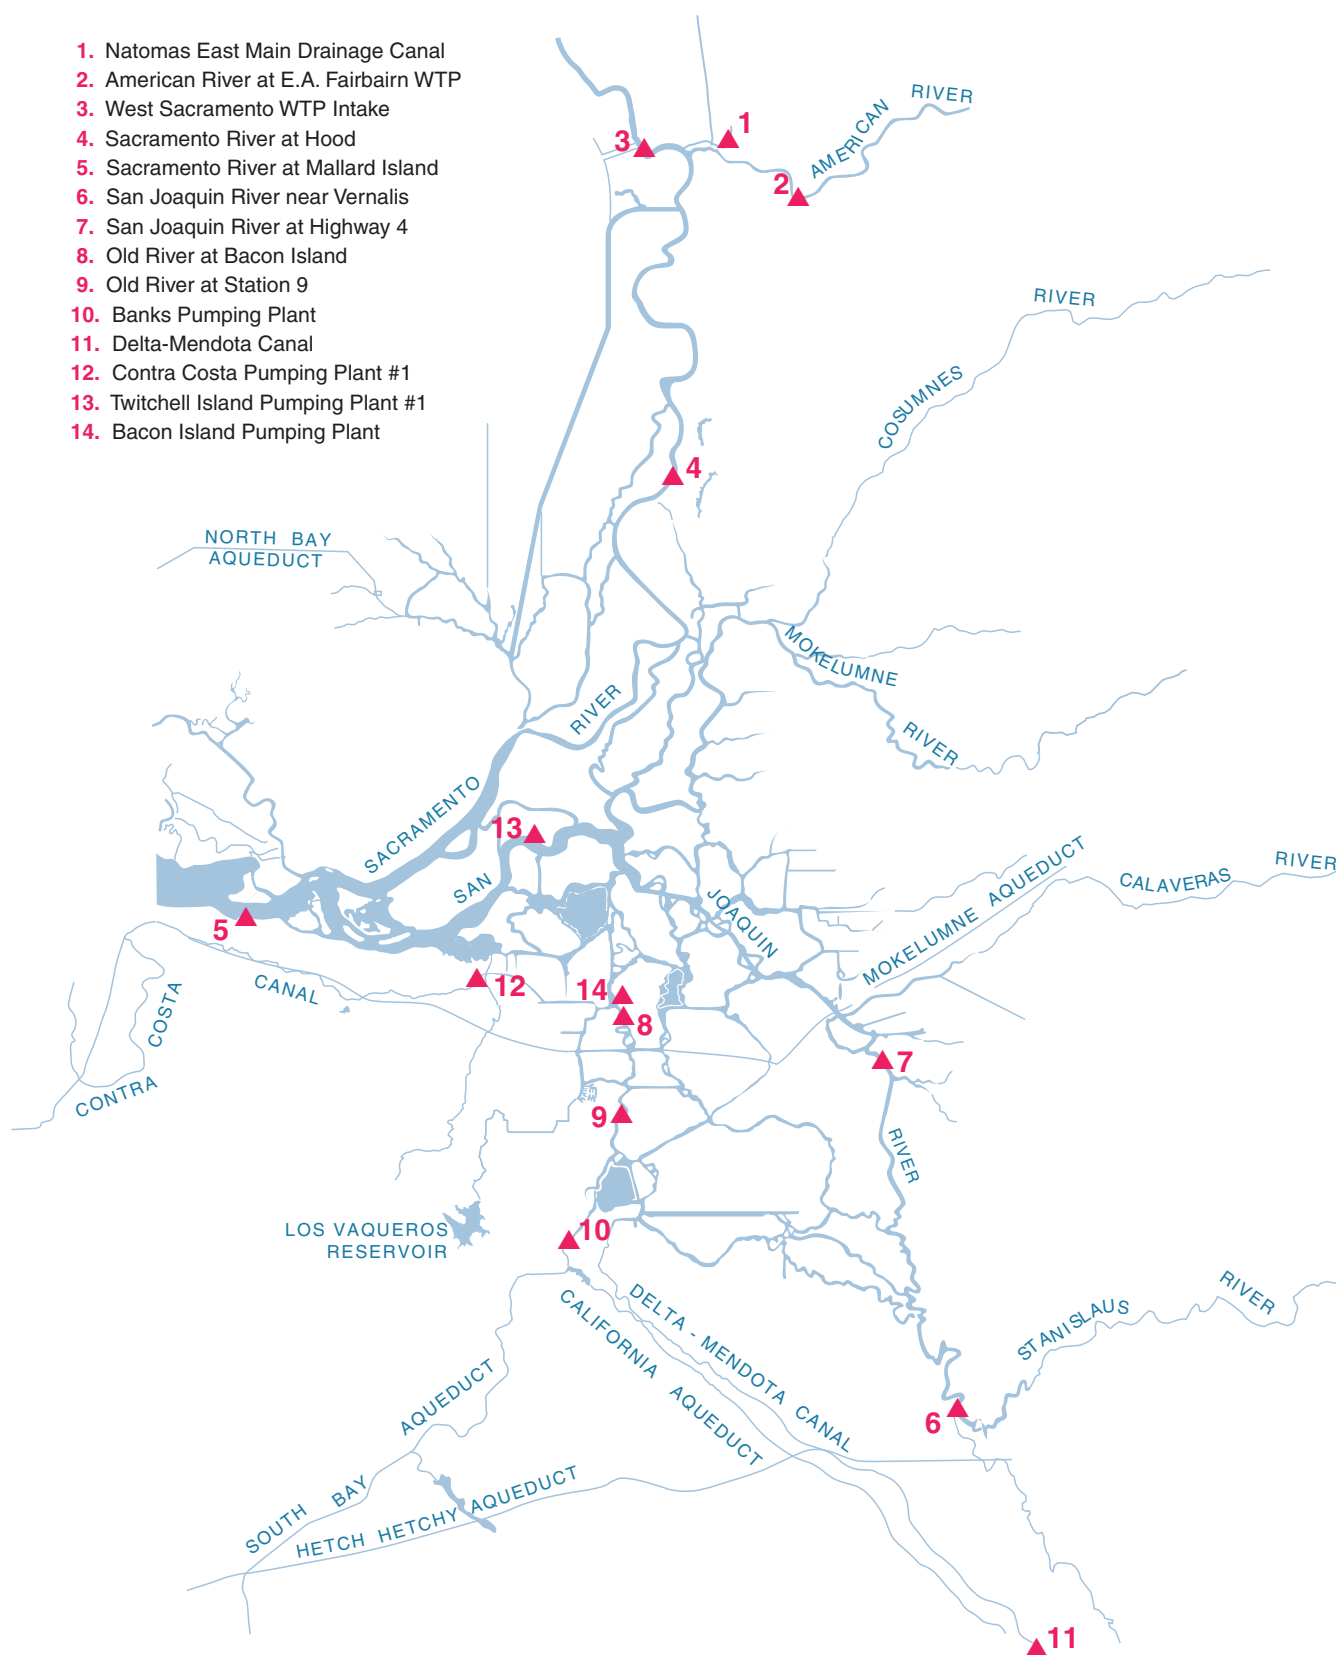 1. Natomas East Main Drainage Canal
2. American River at E.A. Fairbairn WTP
3. West Sacramento WTP Intake
4. Sacramento River at Hood
5. Sacramento River at Mallard Island
6. San Joaquin River near Vernalis
7. San Joaquin River at Highway 4
8. Old River at Bacon Island
9. Old River at Station 9
10. Banks Pumping Plant
11. Delta-Mendota Canal
12. Contra Costa Pumping Plant #1
13. Twitchell Island Pumping Plant #1
14. Bacon Island Pumping Plant
AMERICAN RIVER
1
3
2
COSUMNES RIVER
4
NORTH BAY
AQUEDUCT
MOKELUMNE RIVER
SACRAMENTO RIVER
13
SAN JOAQUIN RIVER
MOKELUMNE AQUEDUCT
CALAVERAS RIVER
5
12
14
8
CONTRA COSTA CANAL
7
9
LOS VAQUEROS
RESERVOIR
10
DELTA - MENDOTA CANAL
CALIFORNIA AQUEDUCT
STANISLAUS RIVER
6
SOUTH BAY AQUEDUCT
HETCH HETCHY AQUEDUCT
11